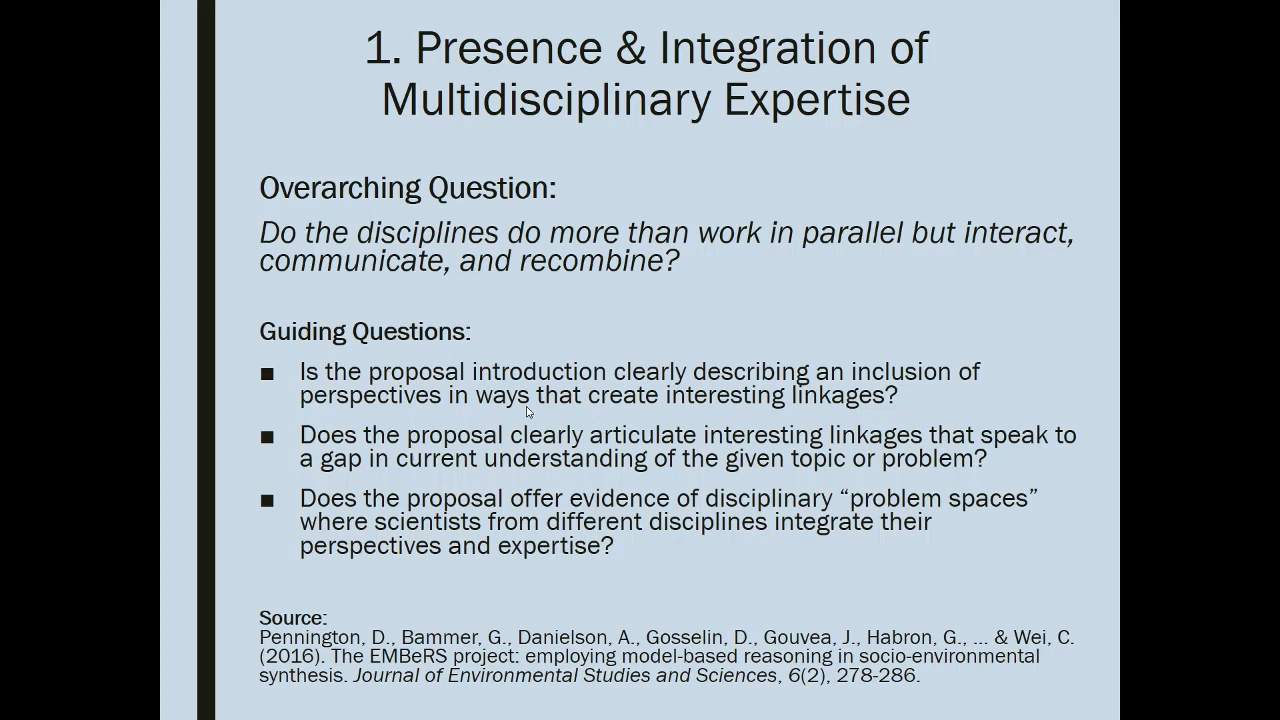 1. Presence & Integration of
Multidisciplinary Expertise
Overarching Question:
Do the disciplines do more than work in parallel but interact,
communicate, and recombine?
Guiding Questions:
■ Is the proposal introduction clearly describing an inclusion of
perspectives in ways that create interesting linkages?
■ Does the proposal clearly articulate interesting linkages that speak to
a gap in current understanding of the given topic or problem?
■ Does the proposal offer evidence of disciplinary “problem spaces”
where scientists from different disciplines integrate their
perspectives and expertise?
Source:
Pennington, D., Bammer, G., Danielson, A., Gosselin, D., Gouvea, J., Habron, G., ... & Wei, C.
(2016). The EMBeRS project: employing model-based reasoning in socio-environmental
synthesis. Journal of Environmental Studies and Sciences, 6(2), 278-286.